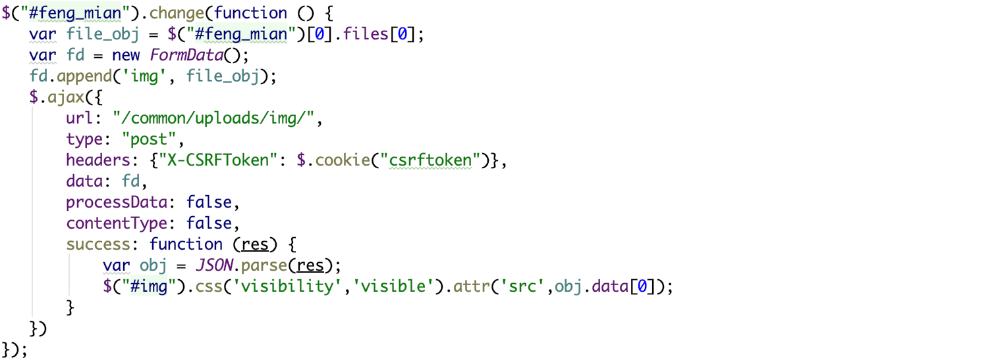 $("#feng_mian").change(function () {
    var file_obj = $("#feng_mian")[0].files[0];
    var fd = new FormData();
    fd.append('img', file_obj);
    $.ajax({
        url: "/common/uploads/img/",
        type: "post",
        headers: {"X-CSRFToken": $.cookie("csrftoken")},
        data: fd,
        processData: false,
        contentType: false,
        success: function (res) {
            var obj = JSON.parse(res);
            $("#img").css('visibility','visible').attr('src',obj.data[0]);
        }
    })
});